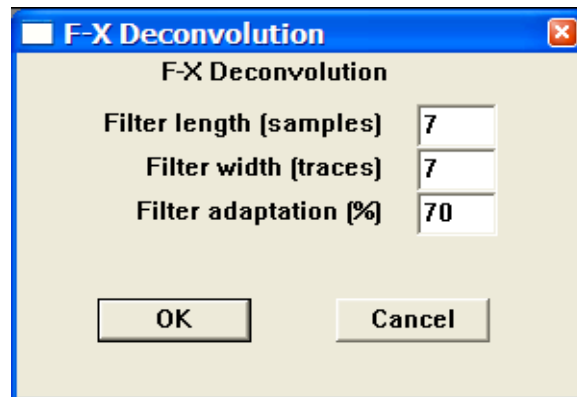 F-X Deconvolution
F-X Deconvolution
Filter length (samples) 7
Filter width (traces) 7
Filter adaptation (%) 70
OK Cancel